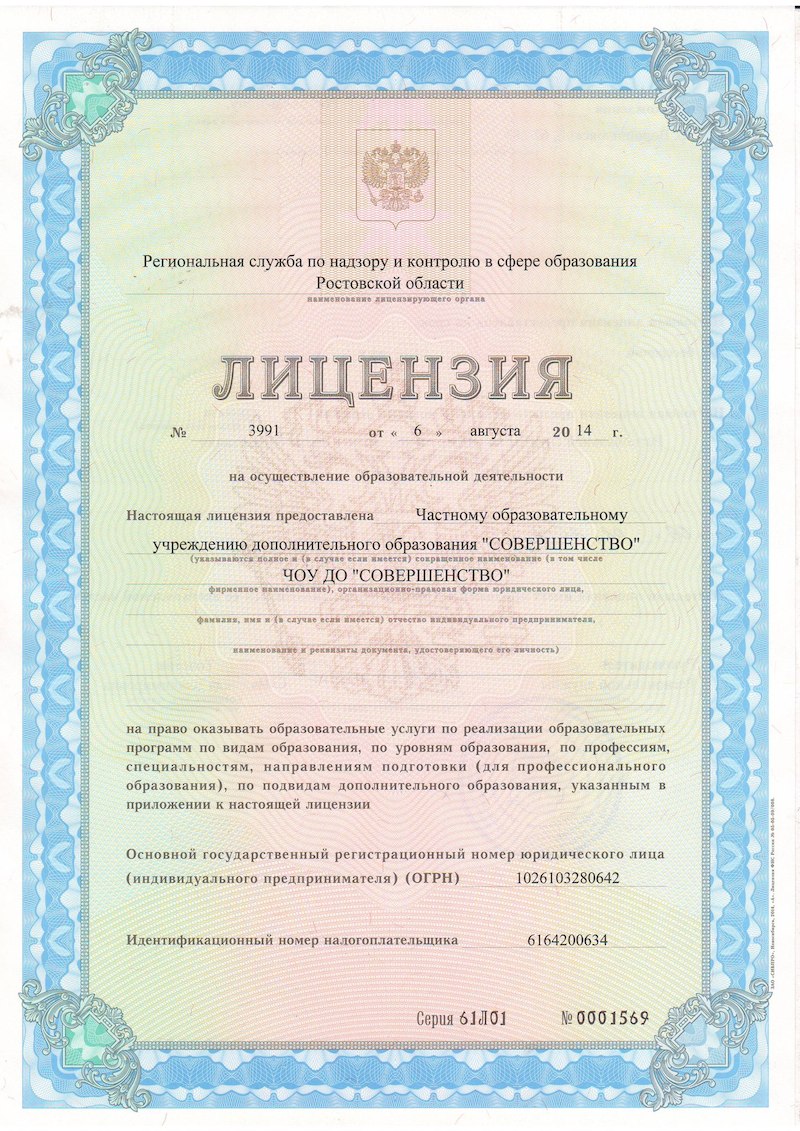 Региональная служба по надзору и контролю в сфере образования
Ростовской области
наименование лицензирующего органа
ЛИЦЕНЗИЯ
№ 3991 от « 6 » августа 20 14 г.
на осуществление образовательной деятельности
Настоящая лицензия предоставлена Частному образовательному
учреждению дополнительного образования "СОВЕРШЕНСТВО"
(указываются полное и (в случае если имеется) сокращенное наименование (в том числе
ЧОУ ДО "СОВЕРШЕНСТВО"
фирменное наименование), организационно-правовая форма юридического лица,
фамилия, имя и (в случае если имеется) отчество индивидуального предпринимателя,
наименование и реквизиты документа, удостоверяющего его личность)
на право оказывать образовательные услуги по реализации образовательных
программ по видам образования, по уровням образования, по профессиям,
специальностям, направлениям подготовки (для профессионального
образования), по подвидам дополнительного образования, указанным в
приложении к настоящей лицензии
Основной государственный регистрационный номер юридического лица
(индивидуального предпринимателя) (ОГРН) 1026103280642
Идентификационный номер налогоплательщика 6164200634
Серия 61Л01 № 0001569